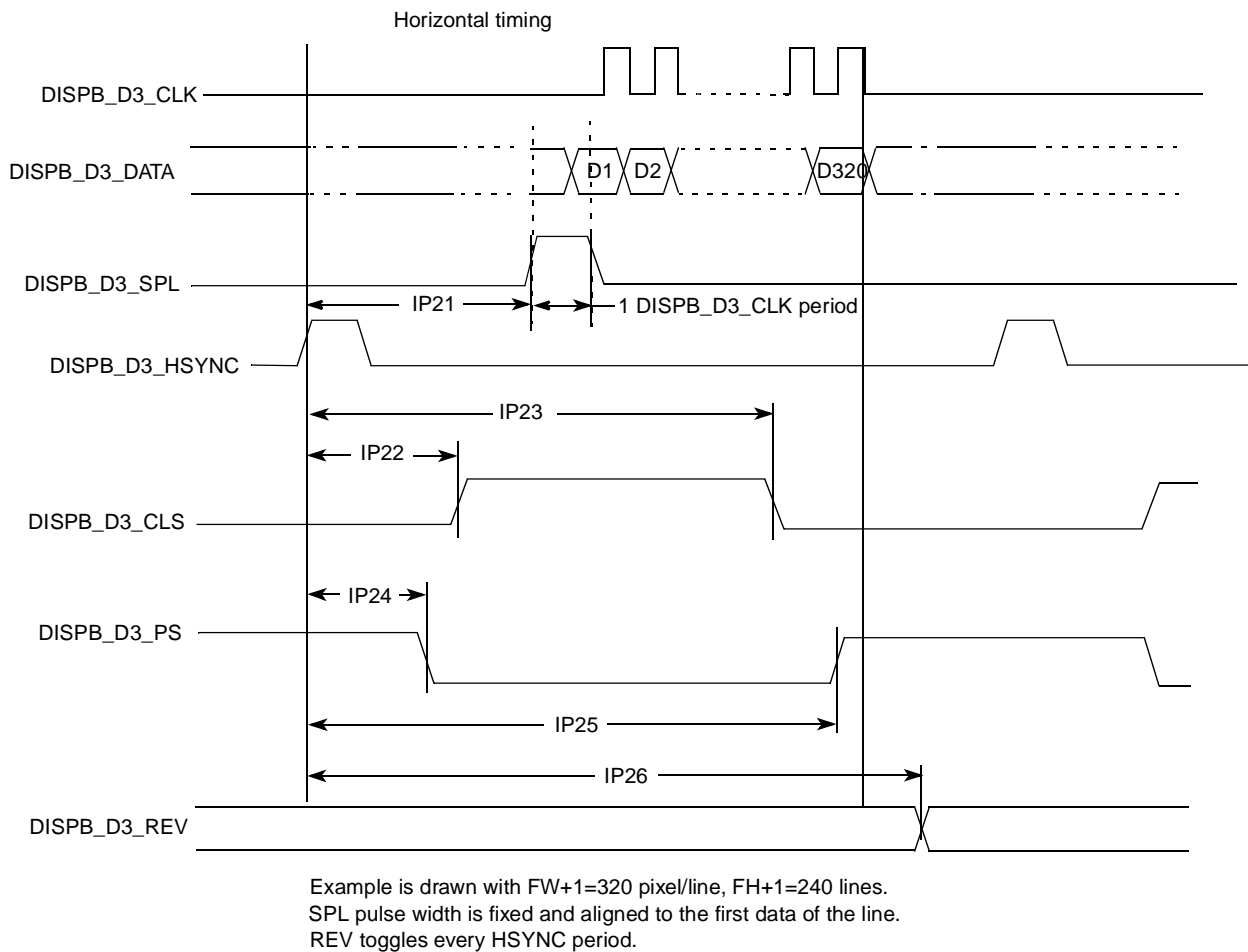 Horizontal timing
DISPB_D3_CLK
DISPB_D3_DATA
D1
D2
D320
DISPB_D3_SPL
IP21
1 DISPB_D3_CLK period
DISPB_D3_HSYNC
IP23
IP22
DISPB_D3_CLS
IP24
DISPB_D3_PS
IP25
IP26
DISPB_D3_REV
Example is drawn with FW+1=320 pixel/line, FH+1=240 lines.
SPL pulse width is fixed and aligned to the first data of the line.
REV toggles every HSYNC period.